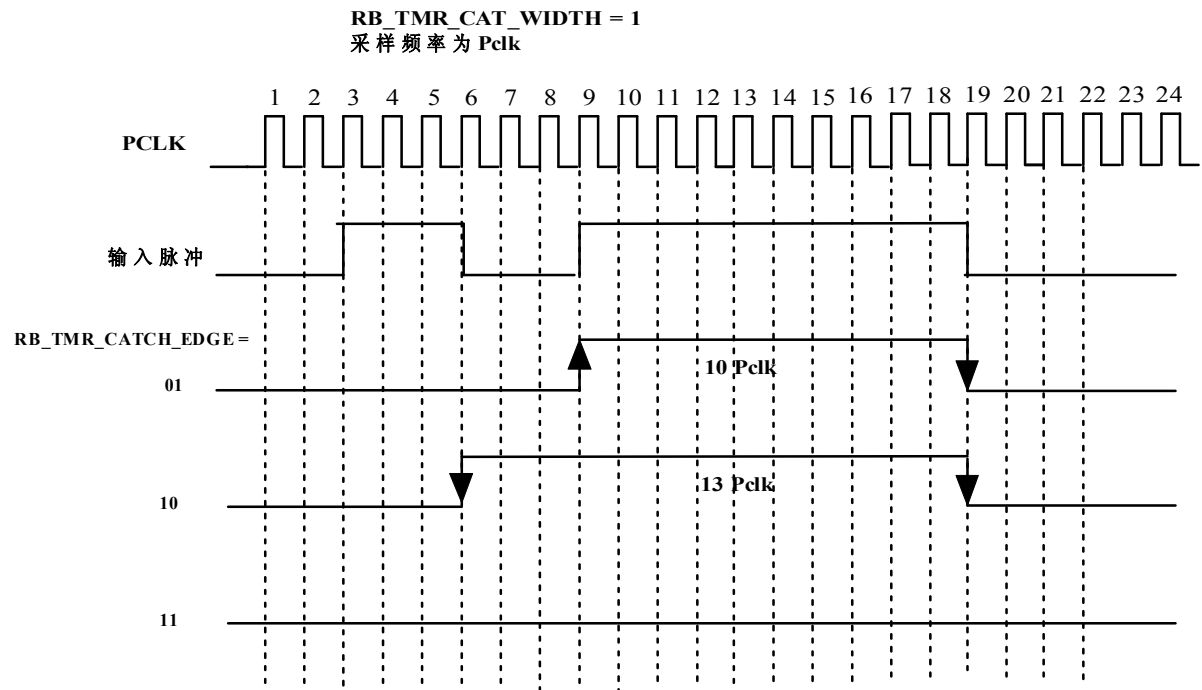 RB_TMR_CAT_WIDTH = 1
采样频率为 Pclk
1 2 3 4 5 6 7 8 9 10 11 12 13 14 15 16 17 18 19 20 21 22 23 24
PCLK
输入脉冲
RB_TMR_CATCH_EDGE =
10 Pclk
01
13 Pclk
10
11